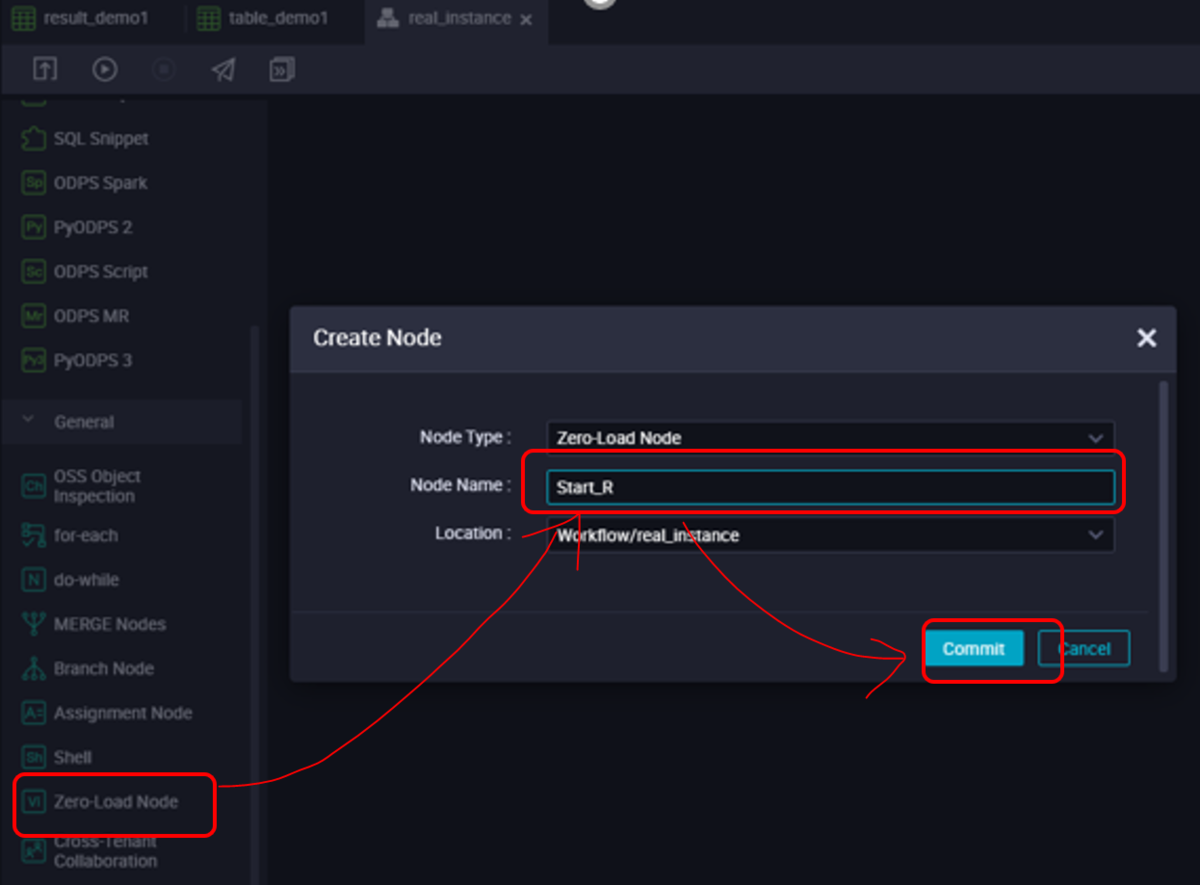 result_demo1
table_demo1
real_instance
SQL Snippet
Sp
ODPS Spark
Py
PyODPS 2
Sc
ODPS Script
Mr
ODPS MR
Py3
PyODPS 3
General
Ch
OSS Object
Inspection
for-each
N
do-while
MERGE Nodes
Branch Node
A=
Assignment Node
Sh
Shell
VI
Zero-Load Node
Cross-Tenant
Collaboration
Create Node
Node Type :
Zero-Load Node
Node Name :
Start_R
Location :
Workflow/real_instance
Commit
Cancel